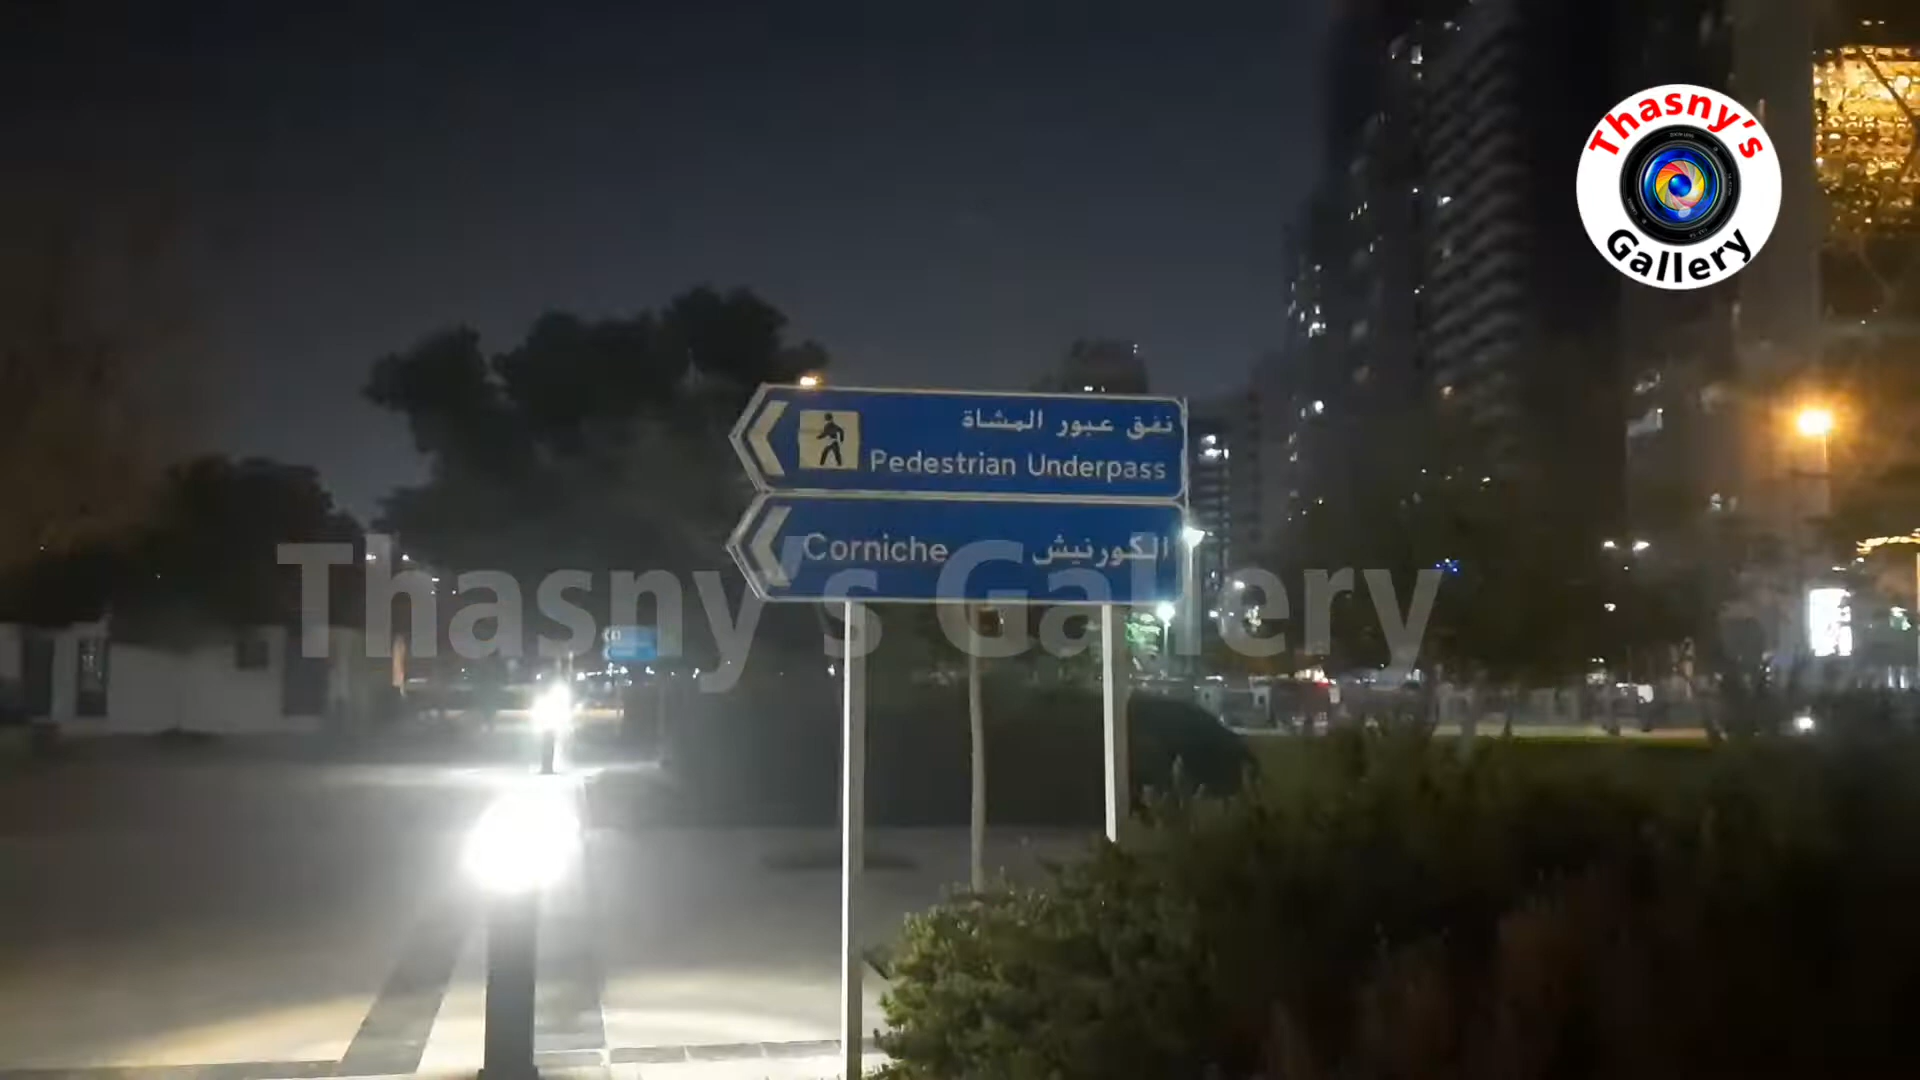 Thasny's
Gallery
نفق عبور المشاة
Pedestrian Underpass
Corniche الكورنيش
Thasny's Gallery